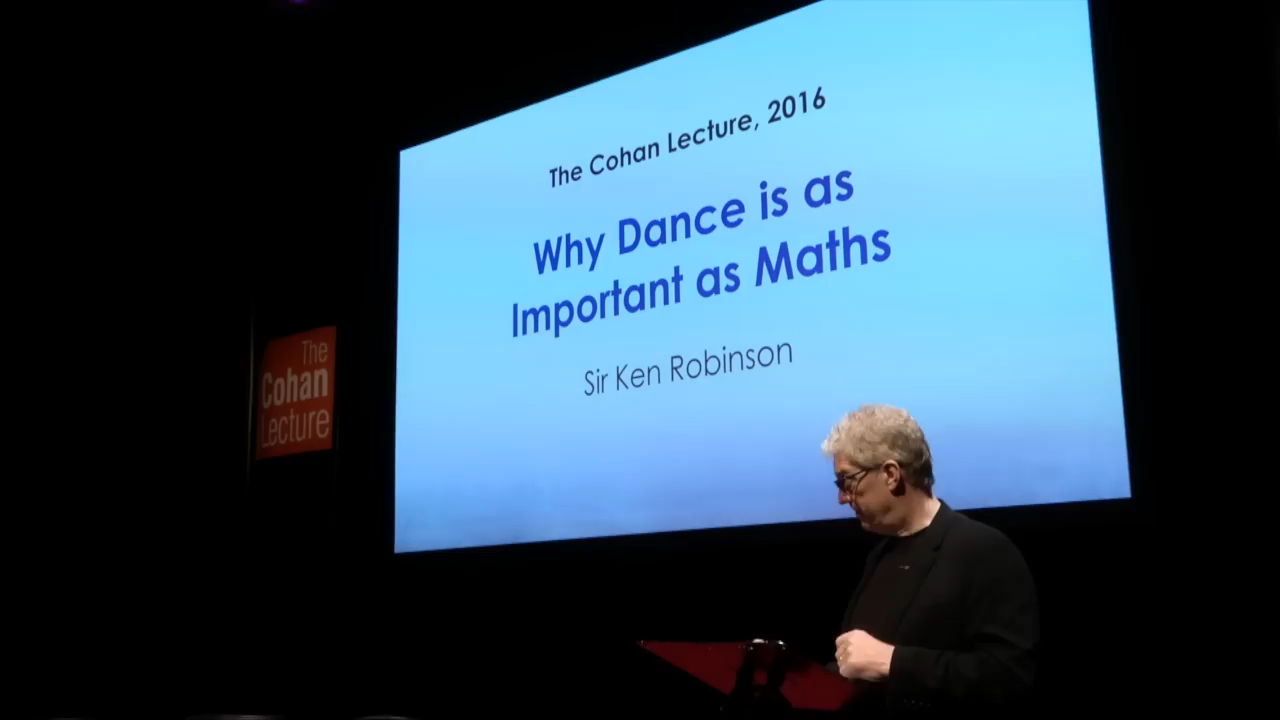 The Cohan Lecture, 2016
Why Dance is as
Important as Maths
Sir Ken Robinson
The
Cohan
Lecture